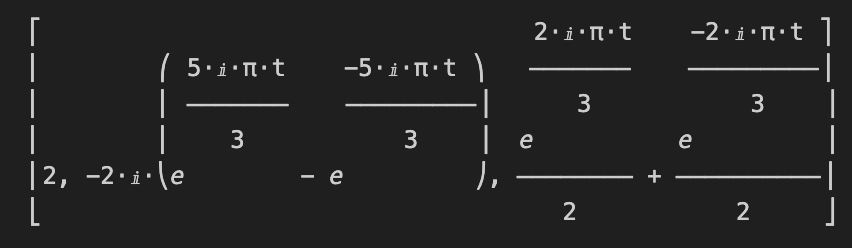 ⎡                                     2⋅ⅈ⋅π⋅t    -2⋅ⅈ⋅π⋅t ⎤
⎢         ⎛ 5⋅ⅈ⋅π⋅t    -5⋅ⅈ⋅π⋅t ⎞   ───────    ─────────⎥
⎢         ⎜ ───────    ─────────⎟      3           3    ⎥
⎢         ⎜    3           3    ⎟  e          e         ⎥
⎢2, -2⋅ⅈ⋅⎝e        - e         ⎠, ──────── + ──────────⎥
⎣                                      2           2     ⎦